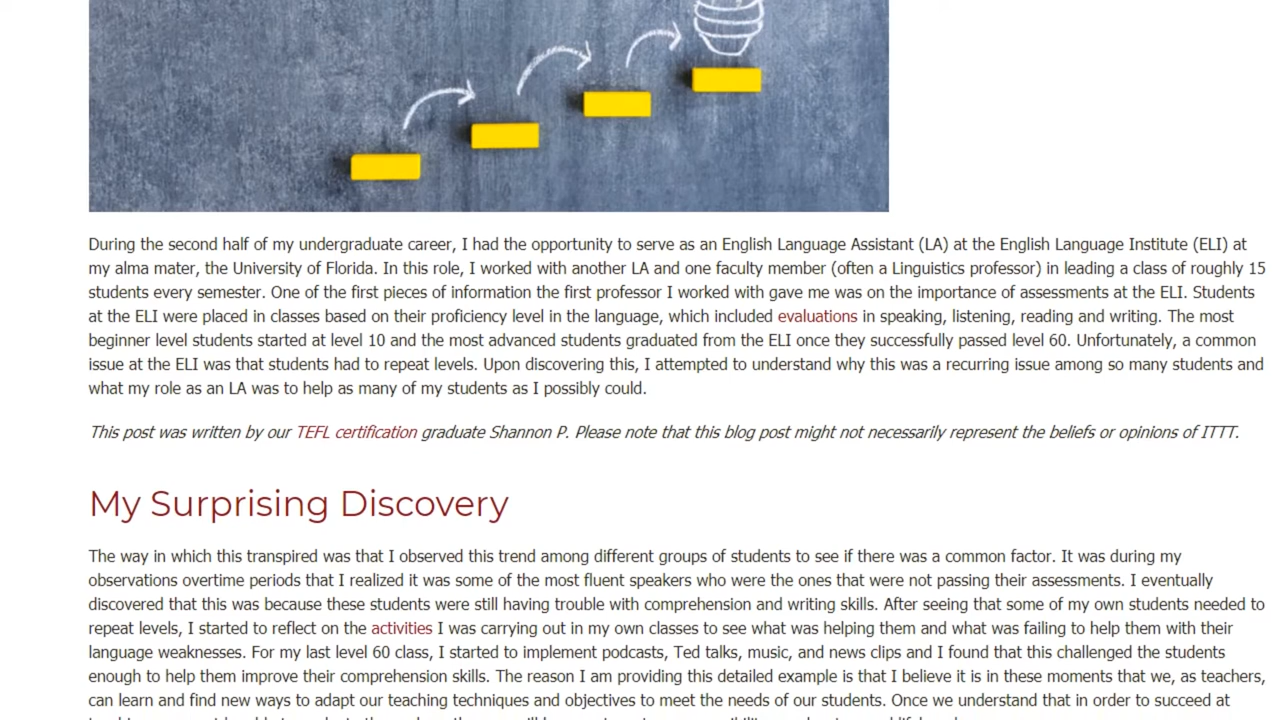 During the second half of my undergraduate career, I had the opportunity to serve as an English Language Assistant (LA) at the English Language Institute (ELI) at
my alma mater, the University of Florida. In this role, I worked with another LA and one faculty member (often a Linguistics professor) in leading a class of roughly 15
students every semester. One of the first pieces of information the first professor I worked with gave me was on the importance of assessments at the ELI. Students
at the ELI were placed in classes based on their proficiency level in the language, which included evaluations in speaking, listening, reading and writing. The most
beginner level students started at level 10 and the most advanced students graduated from the ELI once they successfully passed level 60. Unfortunately, a common
issue at the ELI was that students had to repeat levels. Upon discovering this, I attempted to understand why this was a recurring issue among so many students and
what my role as an LA was to help as many of my students as I possibly could.
This post was written by our TEFL certification graduate Shannon P. Please note that this blog post might not necessarily represent the beliefs or opinions of ITTT.
My Surprising Discovery
The way in which this transpired was that I observed this trend among different groups of students to see if there was a common factor. It was during my
observations overtime periods that I realized it was some of the most fluent speakers who were the ones that were not passing their assessments. I eventually
discovered that this was because these students were still having trouble with comprehension and writing skills. After seeing that some of my own students needed to
repeat levels, I started to reflect on the activities I was carrying out in my own classes to see what was helping them and what was failing to help them with their
language weaknesses. For my last level 60 class, I started to implement podcasts, Ted talks, music, and news clips and I found that this challenged the students
enough to help them improve their comprehension skills. The reason I am providing this detailed example is that I believe it is in these moments that we, as teachers,
can learn and find new ways to adapt our teaching techniques and objectives to meet the needs of our students. Once we understand that in order to succeed at